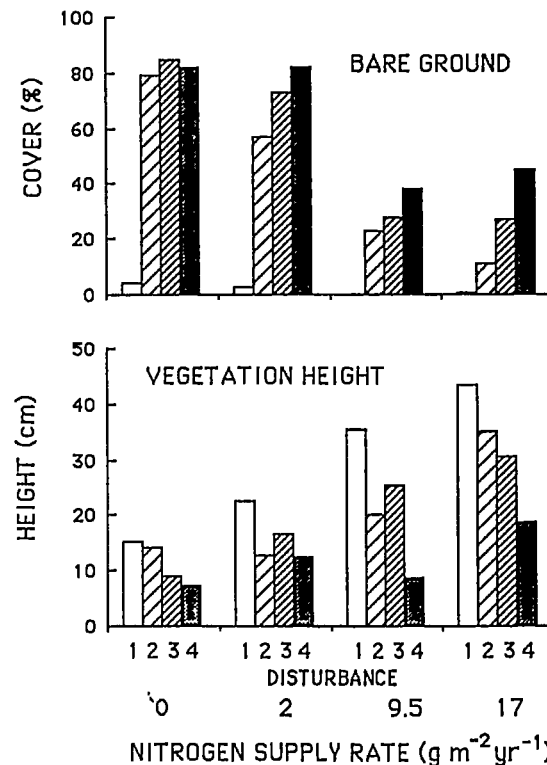 BARE GROUND
COVER (%)
100
80
60
40
20
0
VEGETATION HEIGHT
HEIGHT (cm)
50
40
30
20
10
0
1 2 3 4 1 2 3 4 1 2 3 4 1 2 3 4
DISTURBANCE
0 2 9.5 17
NITROGEN SUPPLY RATE (g m⁻² yr⁻¹)